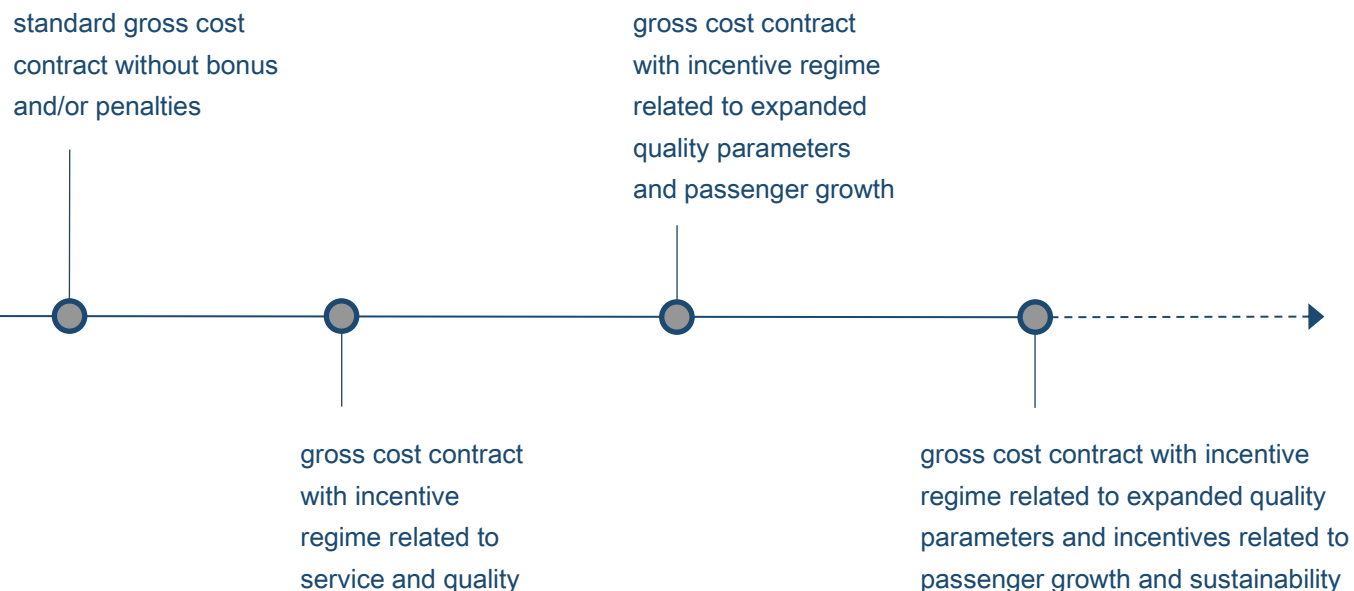 standard gross cost
contract without bonus
and/or penalties
gross cost contract
with incentive regime
related to expanded
quality parameters
and passenger growth
gross cost contract
with incentive
regime related to
service and quality
gross cost contract with incentive
regime related to expanded quality
parameters and incentives related to
passenger growth and sustainability